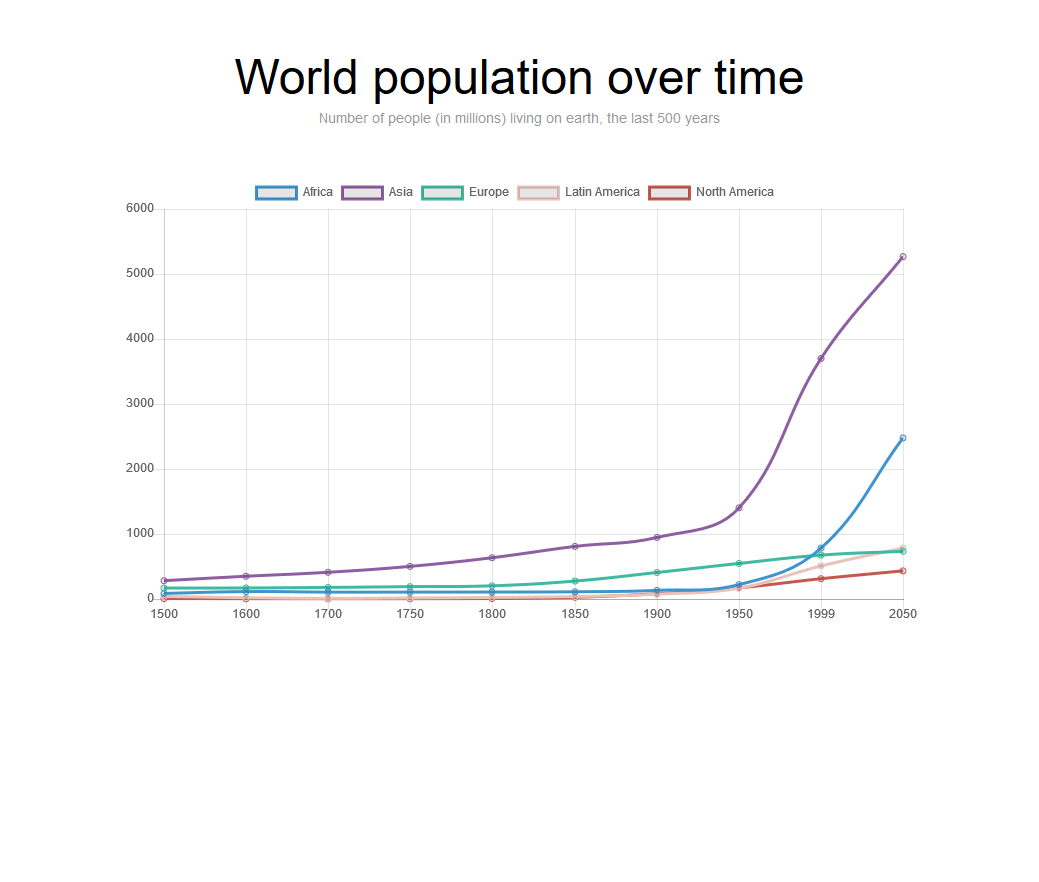 World population over time
Number of people (in millions) living on earth, the last 500 years
Africa Asia Europe Latin America North America
6000
5000
4000
3000
2000
1000
0
1500 1600 1700 1750 1800 1850 1900 1950 1999 2050